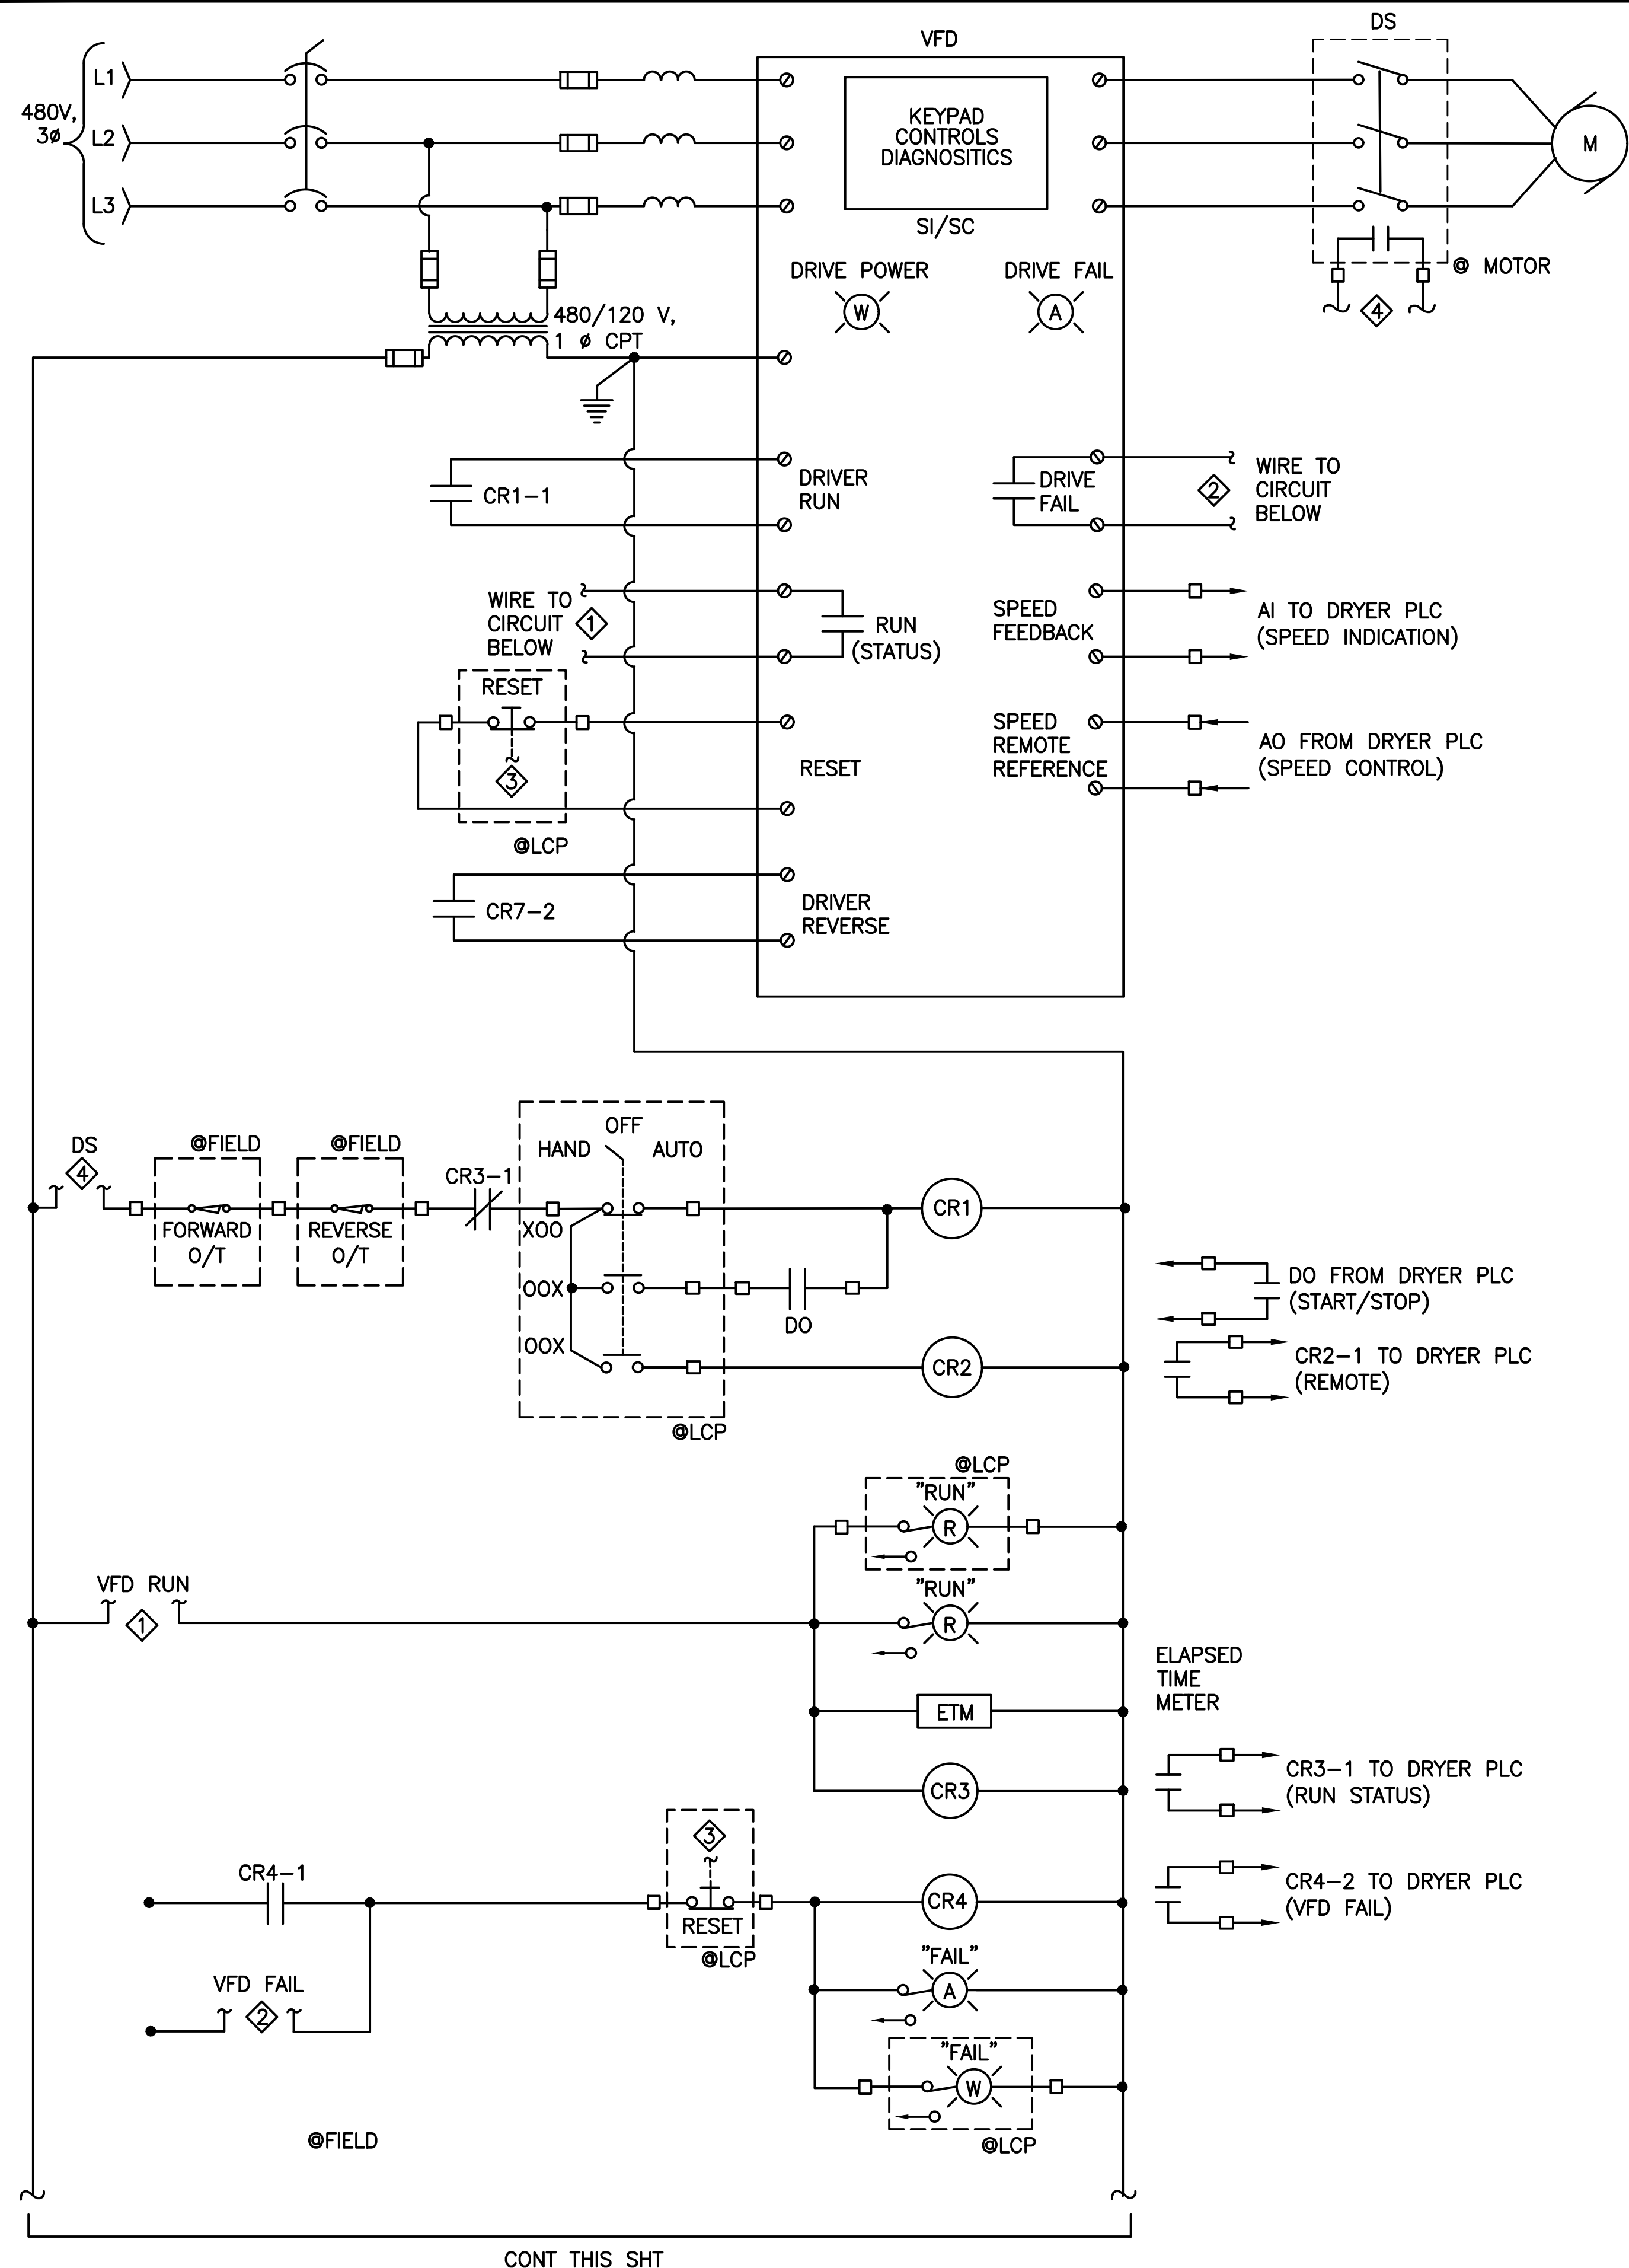 DS
VFD
L1
480V,
3ø
L2
L3
KEYPAD
CONTROLS
DIAGNOSITICS
SI/SC
M
@ MOTOR
4
DRIVE POWER
W
DRIVE FAIL
A
480/120 V,
1 ø CPT
CR1-1
DRIVER
RUN
DRIVE
FAIL
2
WIRE TO
CIRCUIT
BELOW
WIRE TO
CIRCUIT
BELOW
1
RUN
(STATUS)
SPEED
FEEDBACK
AI TO DRYER PLC
(SPEED INDICATION)
RESET
3
@LCP
RESET
SPEED
REMOTE
REFERENCE
AO FROM DRYER PLC
(SPEED CONTROL)
CR7-2
DRIVER
REVERSE
DS
4
@FIELD
FORWARD
O/T
@FIELD
REVERSE
O/T
CR3-1
OFF
HAND
AUTO
XOO
OOX
OOX
@LCP
DO
CR1
CR2
DO FROM DRYER PLC
(START/STOP)
CR2-1 TO DRYER PLC
(REMOTE)
@LCP
"RUN"
R
VFD RUN
1
"RUN"
R
ELAPSED
TIME
METER
ETM
CR3
CR3-1 TO DRYER PLC
(RUN STATUS)
CR4-1
3
RESET
@LCP
CR4
CR4-2 TO DRYER PLC
(VFD FAIL)
VFD FAIL
2
"FAIL"
A
"FAIL"
W
@LCP
@FIELD
CONT THIS SHT